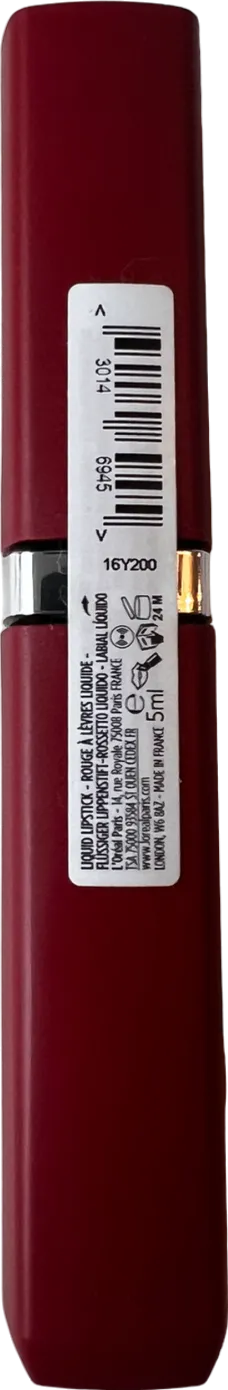 < 3014 6945 >
16Y200
24 M
e 5ml
LIQUID LIPSTICK - ROUGE À LÈVRES LIQUIDE -
FLÜSSIGER LIPPENSTIFT-ROSSETTO LIQUIDO - LABIAL LÍQUIDO
L'Oréal Paris - 14, rue Royale 75008 Paris FRANCE
TSA 75000 93584 ST OUEN CEDEX FR
www.lorealparis.com
LONDON, W6 8AZ - MADE IN FRANCE